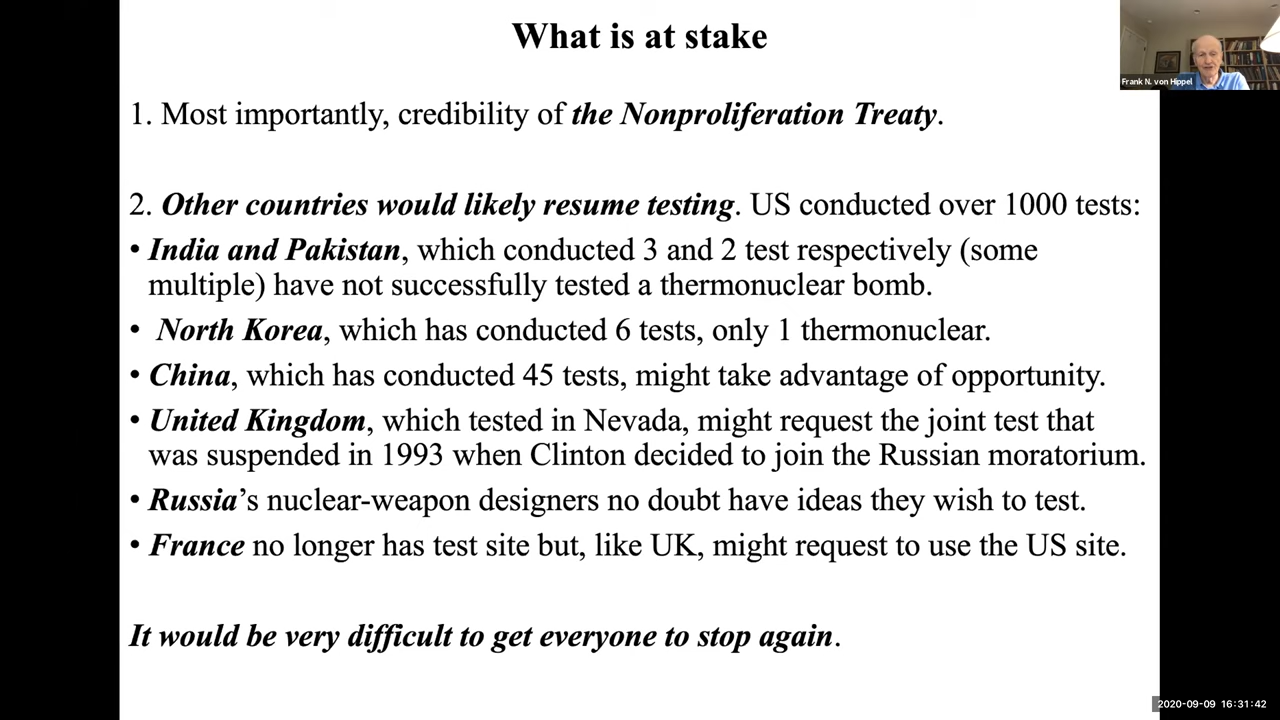 What is at stake
Frank N. von Hippel
1. Most importantly, credibility of the Nonproliferation Treaty.
2. Other countries would likely resume testing. US conducted over 1000 tests:
• India and Pakistan, which conducted 3 and 2 test respectively (some
multiple) have not successfully tested a thermonuclear bomb.
• North Korea, which has conducted 6 tests, only 1 thermonuclear.
• China, which has conducted 45 tests, might take advantage of opportunity.
• United Kingdom, which tested in Nevada, might request the joint test that
was suspended in 1993 when Clinton decided to join the Russian moratorium.
• Russia’s nuclear-weapon designers no doubt have ideas they wish to test.
• France no longer has test site but, like UK, might request to use the US site.
It would be very difficult to get everyone to stop again.
2020-09-09 16:31:42